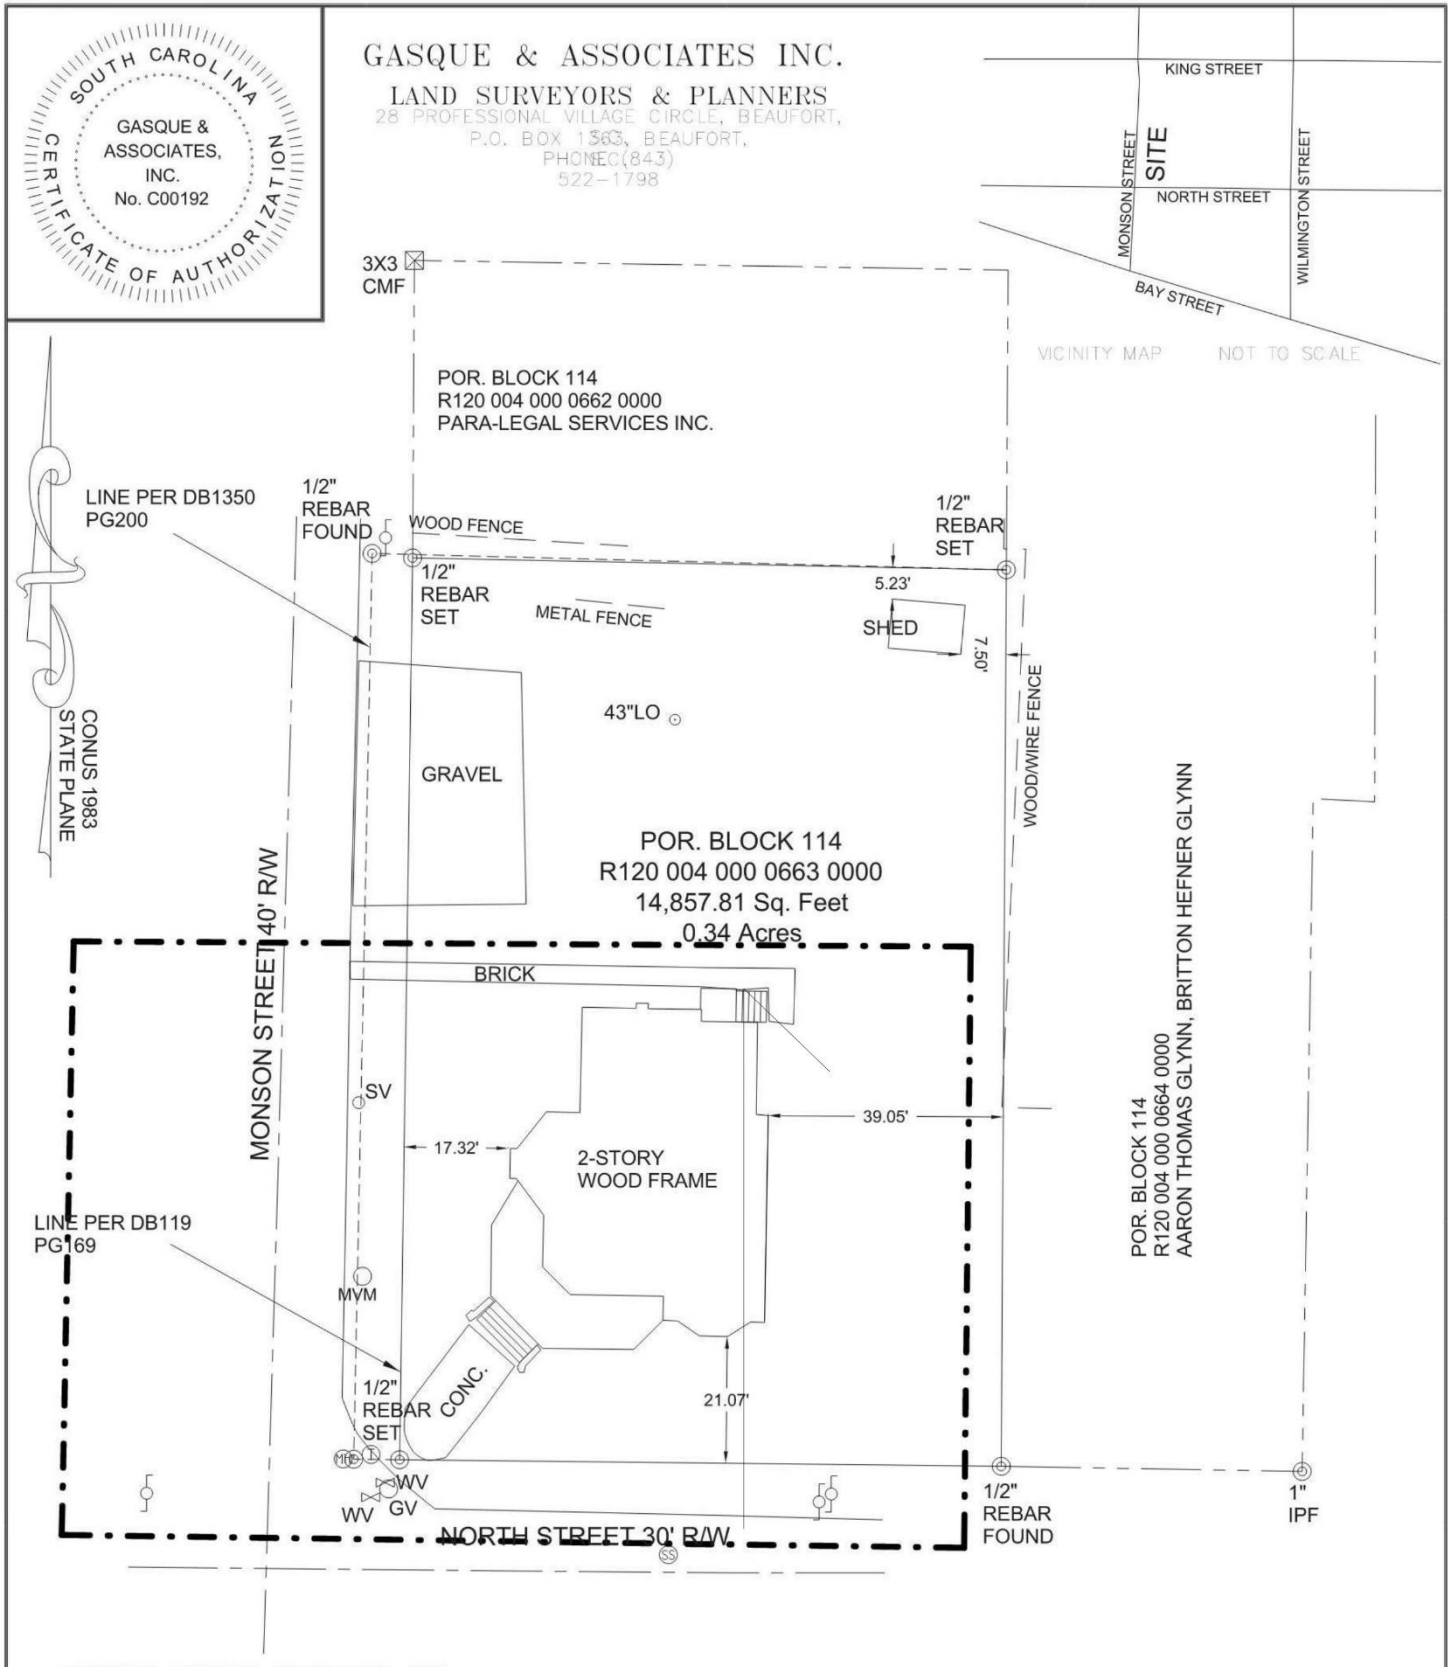 SOUTH CAROLINA
CERTIFICATE OF AUTHORIZATION
GASQUE &
ASSOCIATES,
INC.
No. C00192
GASQUE & ASSOCIATES INC.
LAND SURVEYORS & PLANNERS
28 PROFESSIONAL VILLAGE CIRCLE, BEAUFORT,
P.O. BOX 1363, BEAUFORT,
PHONE (843)
522-1798
KING STREET
MONSON STREET
SITE
WILMINGTON STREET
NORTH STREET
BAY STREET
VICINITY MAP NOT TO SCALE
3X3
CMF
POR. BLOCK 114
R120 004 000 0662 0000
PARA-LEGAL SERVICES INC.
LINE PER DB1350
PG200
1/2"
REBAR
FOUND
WOOD FENCE
1/2"
REBAR
SET
1/2"
REBAR
SET
5.23'
METAL FENCE
SHED
7.50'
43"LO
WOOD/WIRE FENCE
CONUS 1983
STATE PLANE
GRAVEL
POR. BLOCK 114
R120 004 000 0663 0000
14,857.81 Sq. Feet
0.34 Acres
MONSON STREET 40' R/W
BRICK
SV
17.32'
39.05'
2-STORY
WOOD FRAME
POR. BLOCK 114
R120 004 000 0664 0000
AARON THOMAS GLYNN, BRITTON HEFNER GLYNN
LINE PER DB119
PG169
MVM
1/2"
REBAR
SET
CONC.
21.07'
MH
T
WV
WV
GV
NORTH STREET 30' R/W
SS
1/2"
REBAR
FOUND
1"
IPF